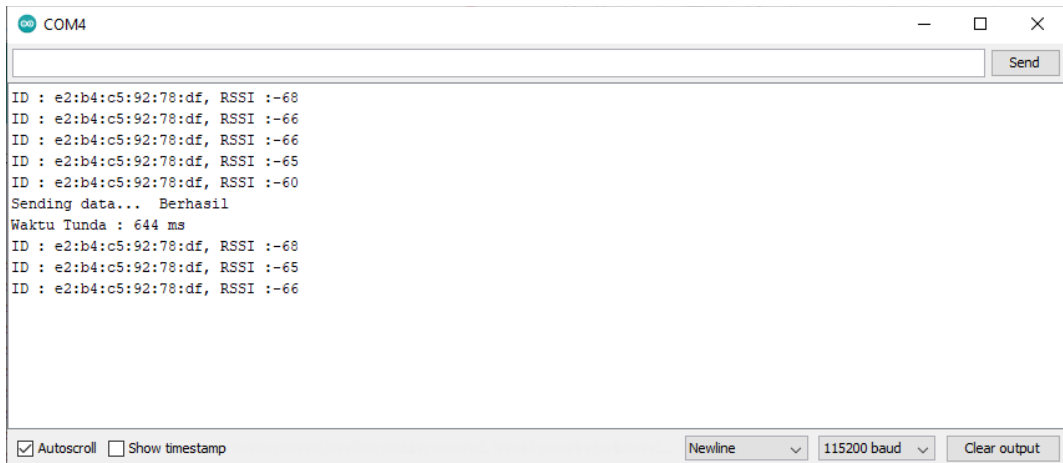 COM4
Send
ID : e2:b4:c5:92:78:df, RSSI :-68
ID : e2:b4:c5:92:78:df, RSSI :-66
ID : e2:b4:c5:92:78:df, RSSI :-66
ID : e2:b4:c5:92:78:df, RSSI :-65
ID : e2:b4:c5:92:78:df, RSSI :-60
Sending data...  Berhasil
Waktu Tunda : 644 ms
ID : e2:b4:c5:92:78:df, RSSI :-68
ID : e2:b4:c5:92:78:df, RSSI :-65
ID : e2:b4:c5:92:78:df, RSSI :-66
Autoscroll Show timestamp Newline 115200 baud Clear output